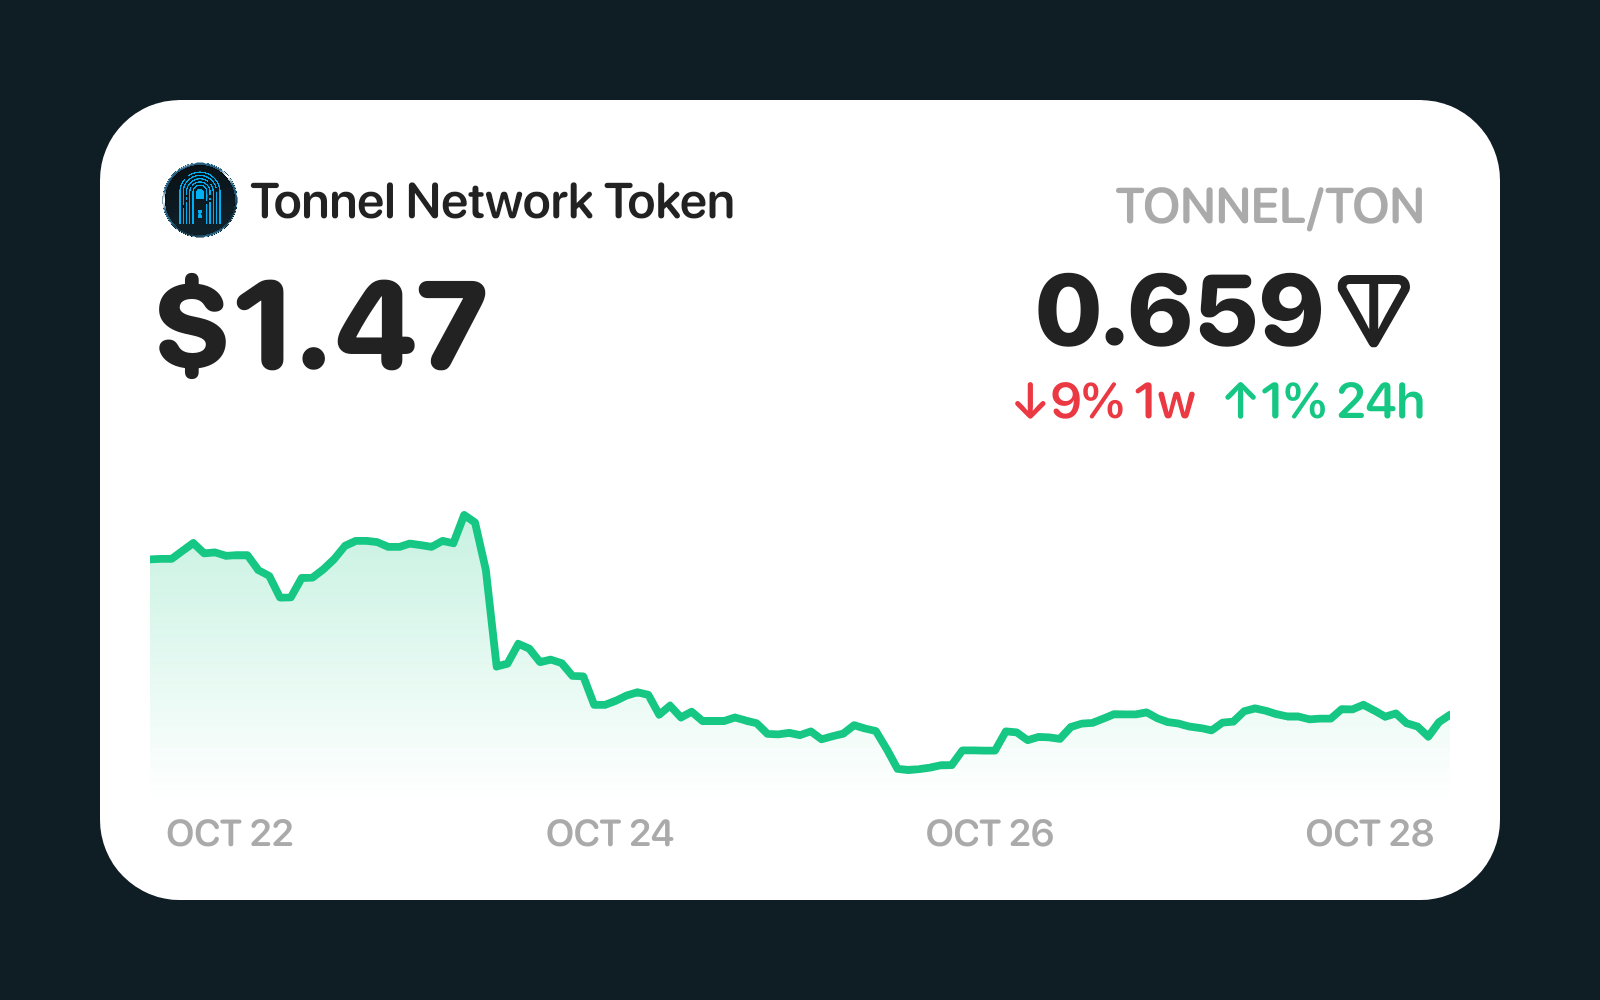 Tonnel Network Token
TONNEL/TON
$1.47
0.659
↓9% 1w ↑1% 24h
OCT 22 OCT 24 OCT 26 OCT 28